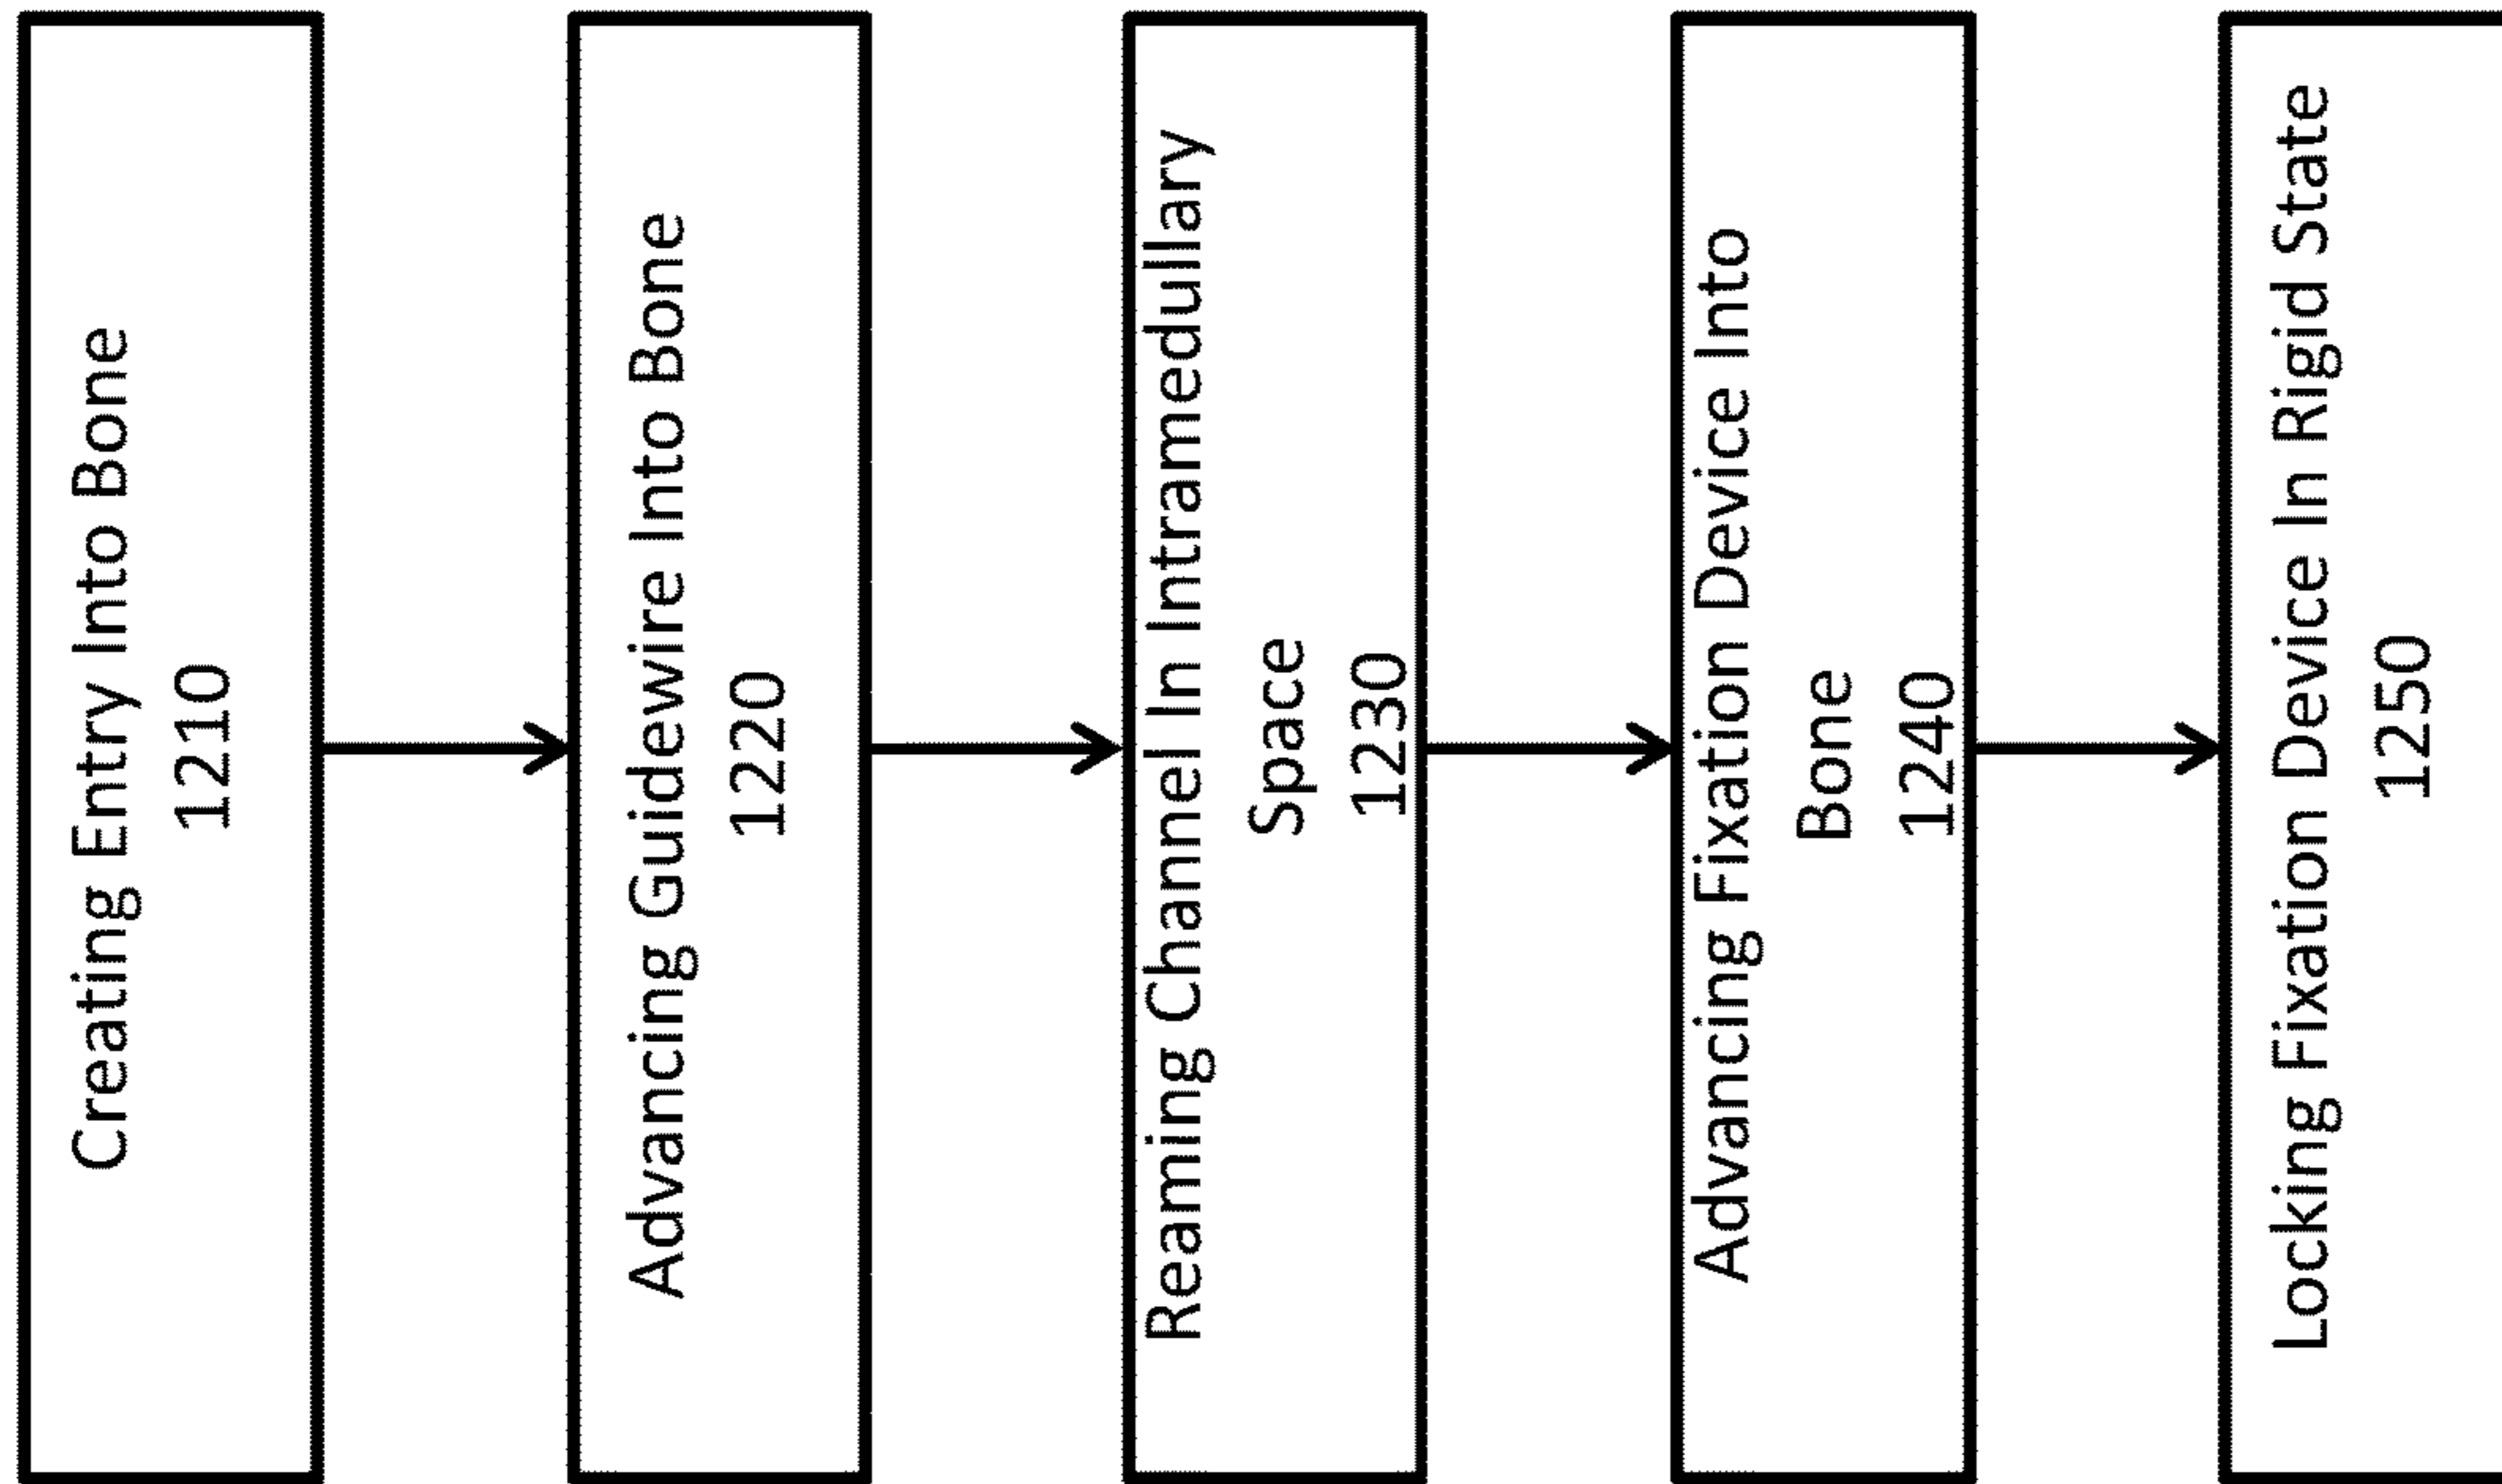 Creating Entry Into Bone
1210
Advancing Guidewire Into Bone
1220
Reaming Channel In Intramedullary
Space
1230
Advancing Fixation Device Into
Bone
1240
Locking Fixation Device In Rigid State
1250